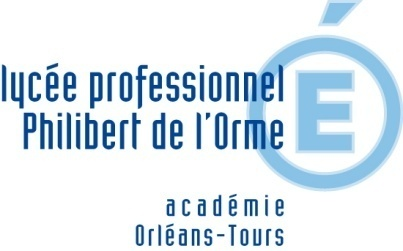 lycée professionnel
Philibert de l'Orme
É
académie
Orléans-Tours